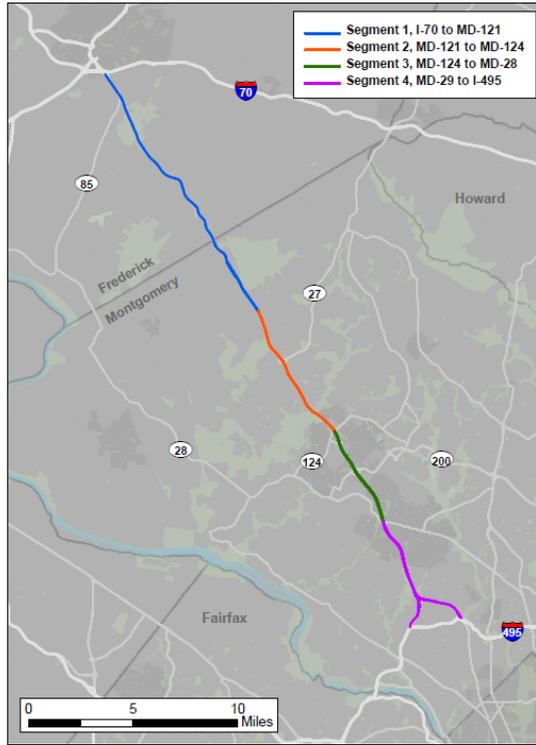 Segment 1, I-70 to MD-121
Segment 2, MD-121 to MD-124
Segment 3, MD-124 to MD-28
Segment 4, MD-29 to I-495
70
85
Howard
Frederick
Montgomery
27
28
124
200
Fairfax
495
0 5 10
Miles